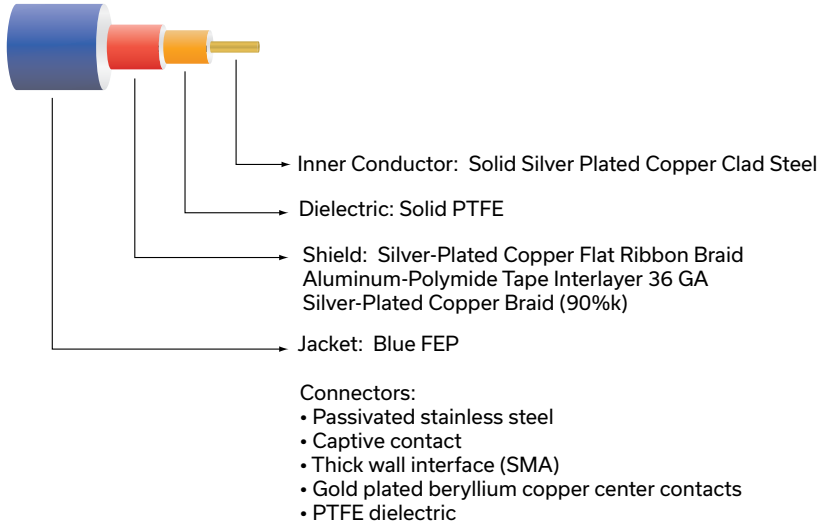 Inner Conductor: Solid Silver Plated Copper Clad Steel
Dielectric: Solid PTFE
Shield: Silver-Plated Copper Flat Ribbon Braid
Aluminum-Polymide Tape Interlayer 36 GA
Silver-Plated Copper Braid (90%k)
Jacket: Blue FEP
Connectors:
• Passivated stainless steel
• Captive contact
• Thick wall interface (SMA)
• Gold plated beryllium copper center contacts
• PTFE dielectric